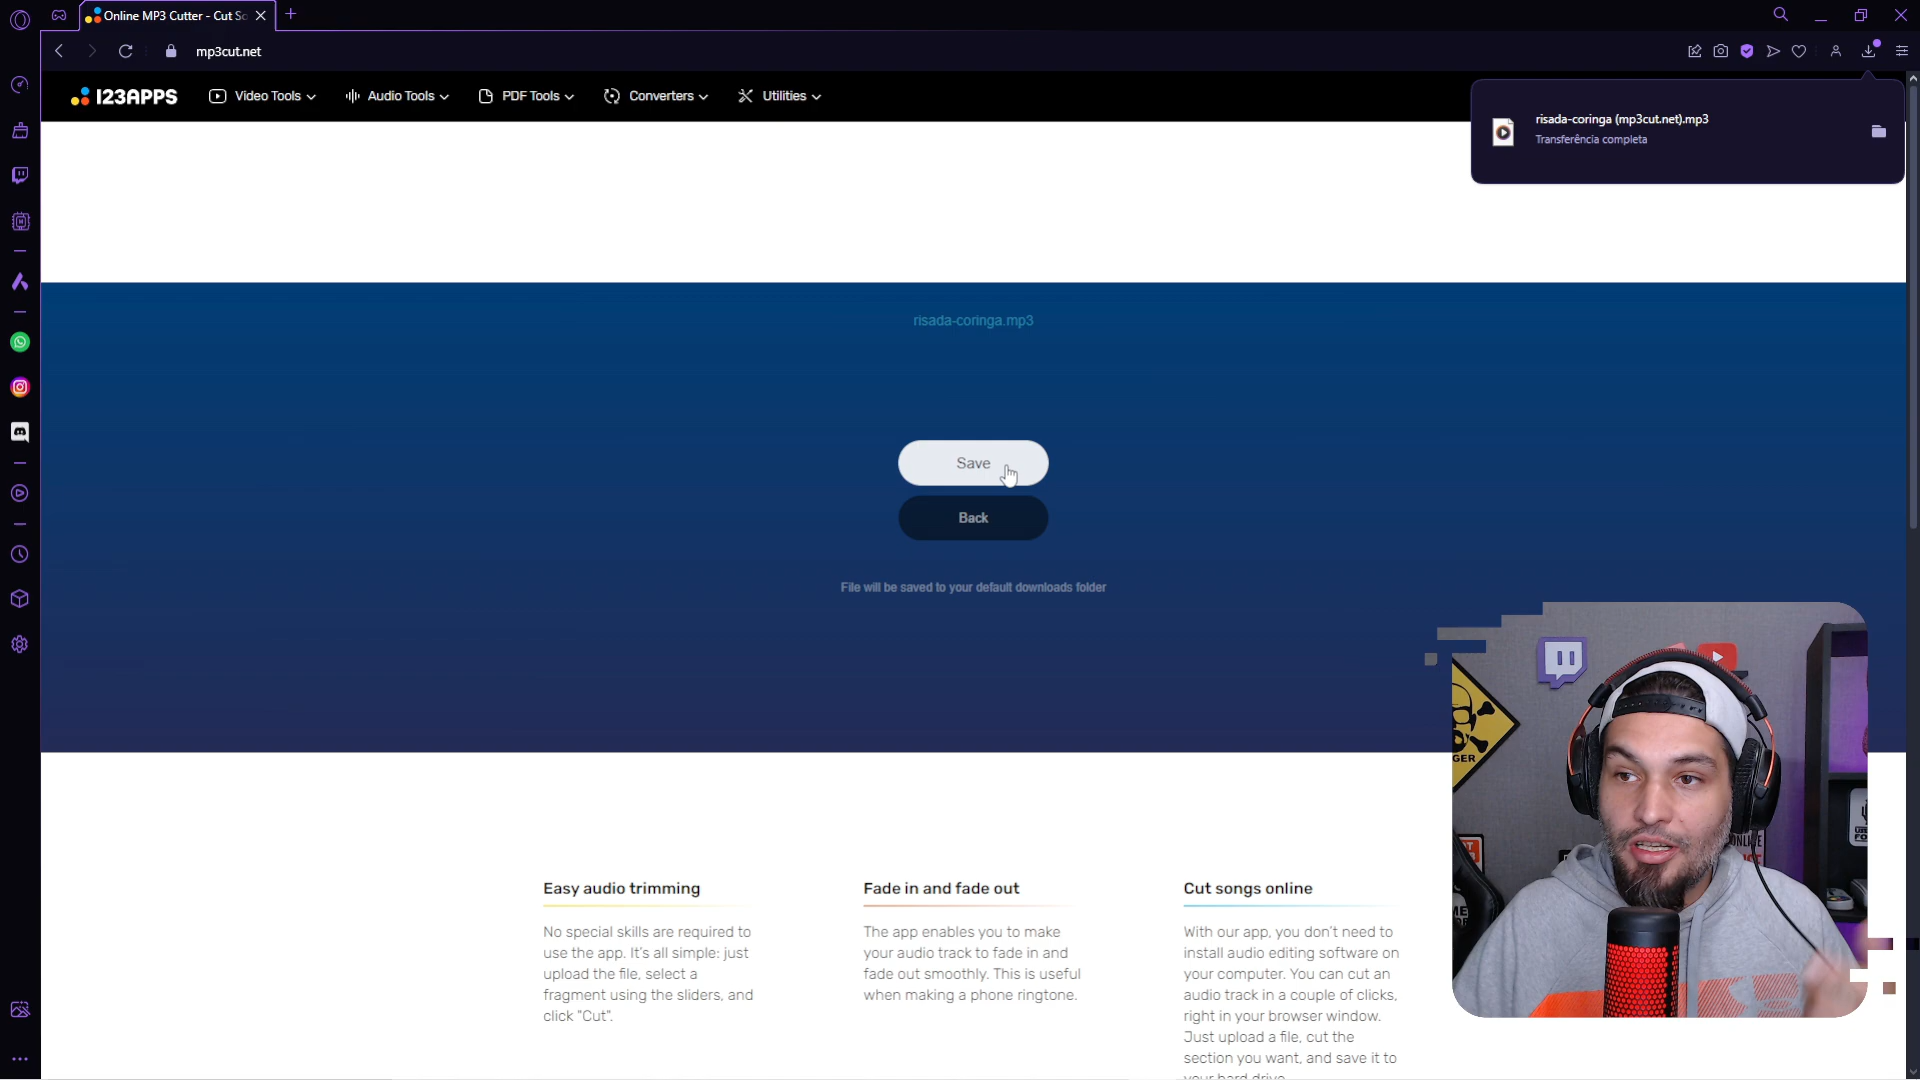 Online MP3 Cutter - Cut So
mp3cut.net
123APPS
Video Tools
Audio Tools
PDF Tools
Converters
Utilities
risada-coringa (mp3cut.net).mp3
Transferência completa
risada-coringa.mp3
Save
Back
File will be saved to your default downloads folder
GER
Easy audio trimming
No special skills are required to
use the app. It's all simple: just
upload the file, select a
fragment using the sliders, and
click "Cut".
Fade in and fade out
The app enables you to make
your audio track to fade in and
fade out smoothly. This is useful
when making a phone ringtone.
Cut songs online
With our app, you don't need to
install audio editing software on
your computer. You can cut an
audio track in a couple of clicks,
right in your browser window.
Just upload a file, cut the
section you want, and save it to
your hard drive.